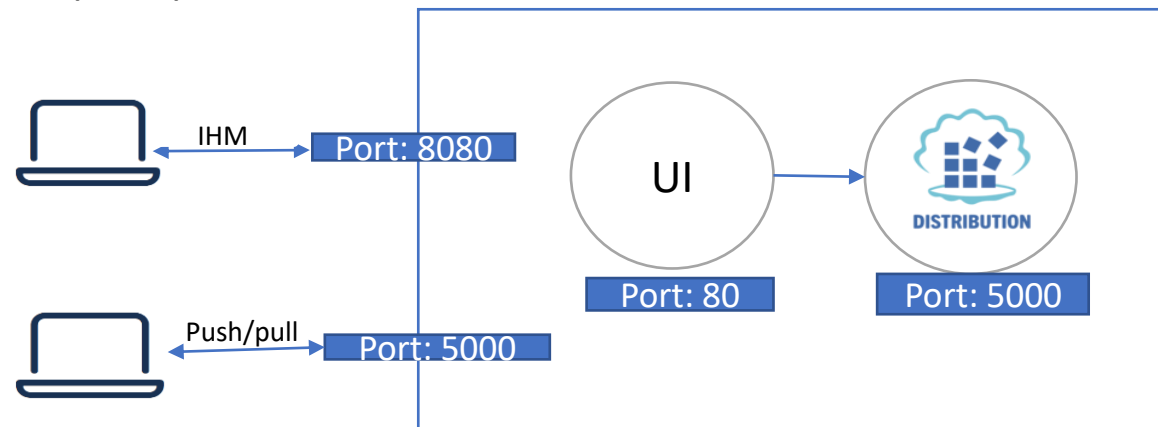 IHM
Port: 8080
UI
DISTRIBUTION
Port: 80
Port: 5000
Push/pull
Port: 5000